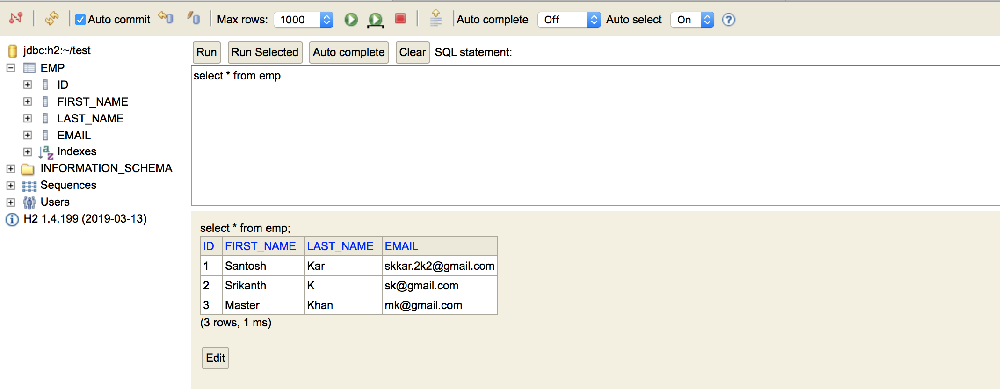 Auto commit Max rows: 1000 Auto complete Off Auto select On ?
jdbc:h2:~/test
EMP
ID
FIRST_NAME
LAST_NAME
EMAIL
Indexes
INFORMATION_SCHEMA
Sequences
Users
H2 1.4.199 (2019-03-13)
Run Run Selected Auto complete Clear SQL statement:
select * from emp
select * from emp;
ID FIRST_NAME LAST_NAME EMAIL
1 Santosh Kar skkar.2k2@gmail.com
2 Srikanth K sk@gmail.com
3 Master Khan mk@gmail.com
(3 rows, 1 ms)
Edit